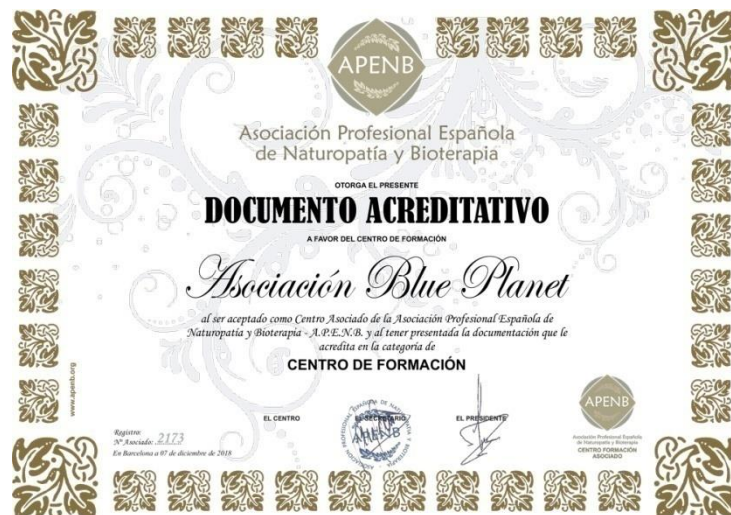 APENB
Asociación Profesional Española
de Naturopatía y Bioterapia
OTORGA EL PRESENTE
DOCUMENTO ACREDITATIVO
A FAVOR DEL CENTRO DE FORMACIÓN
Asociación Blue Planet
al ser aceptado como Centro Asociado de la Asociación Profesional Española de
Naturopatía y Bioterapia - A.P.E.N.B. y al tener presentada la documentación que le
acredita en la categoría de
CENTRO DE FORMACIÓN
www.apenb.org
EL CENTRO
EL SECRETARIO
EL PRESIDENTE
APENB
Registro:
Nº Asociado: 2173
En Barcelona a 07 de diciembre de 2018
APENB
Asociación Profesional Española
de Naturopatía y Bioterapia
CENTRO FORMACIÓN
ASOCIADO